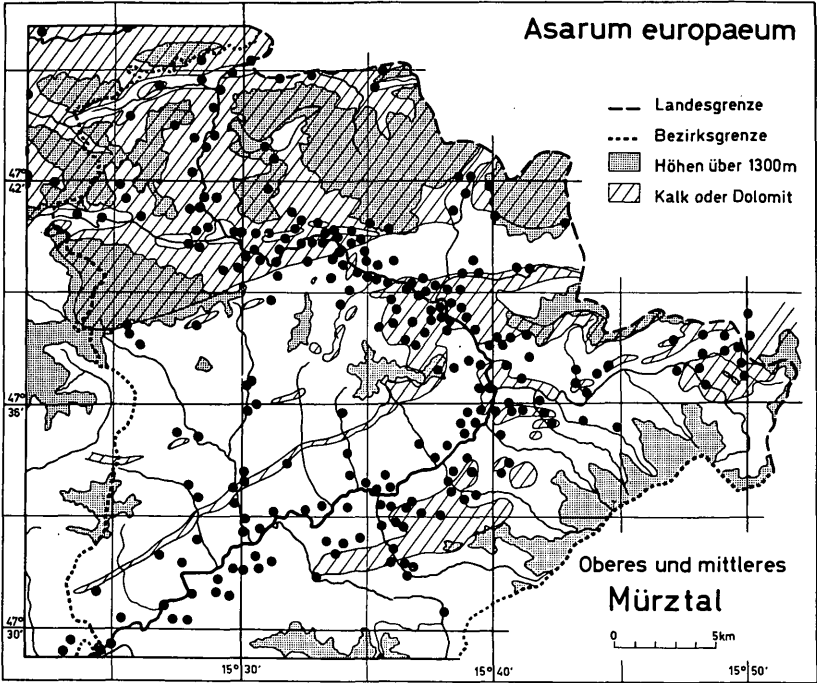 Asarum europaeum
Landesgrenze
Bezirksgrenze
Höhen über 1300m
Kalk oder Dolomit
47°
42'
47°
36'
47°
30'
Oberes und mittleres
Mürztal
0 5km
15°30' 15°40' 15°50'